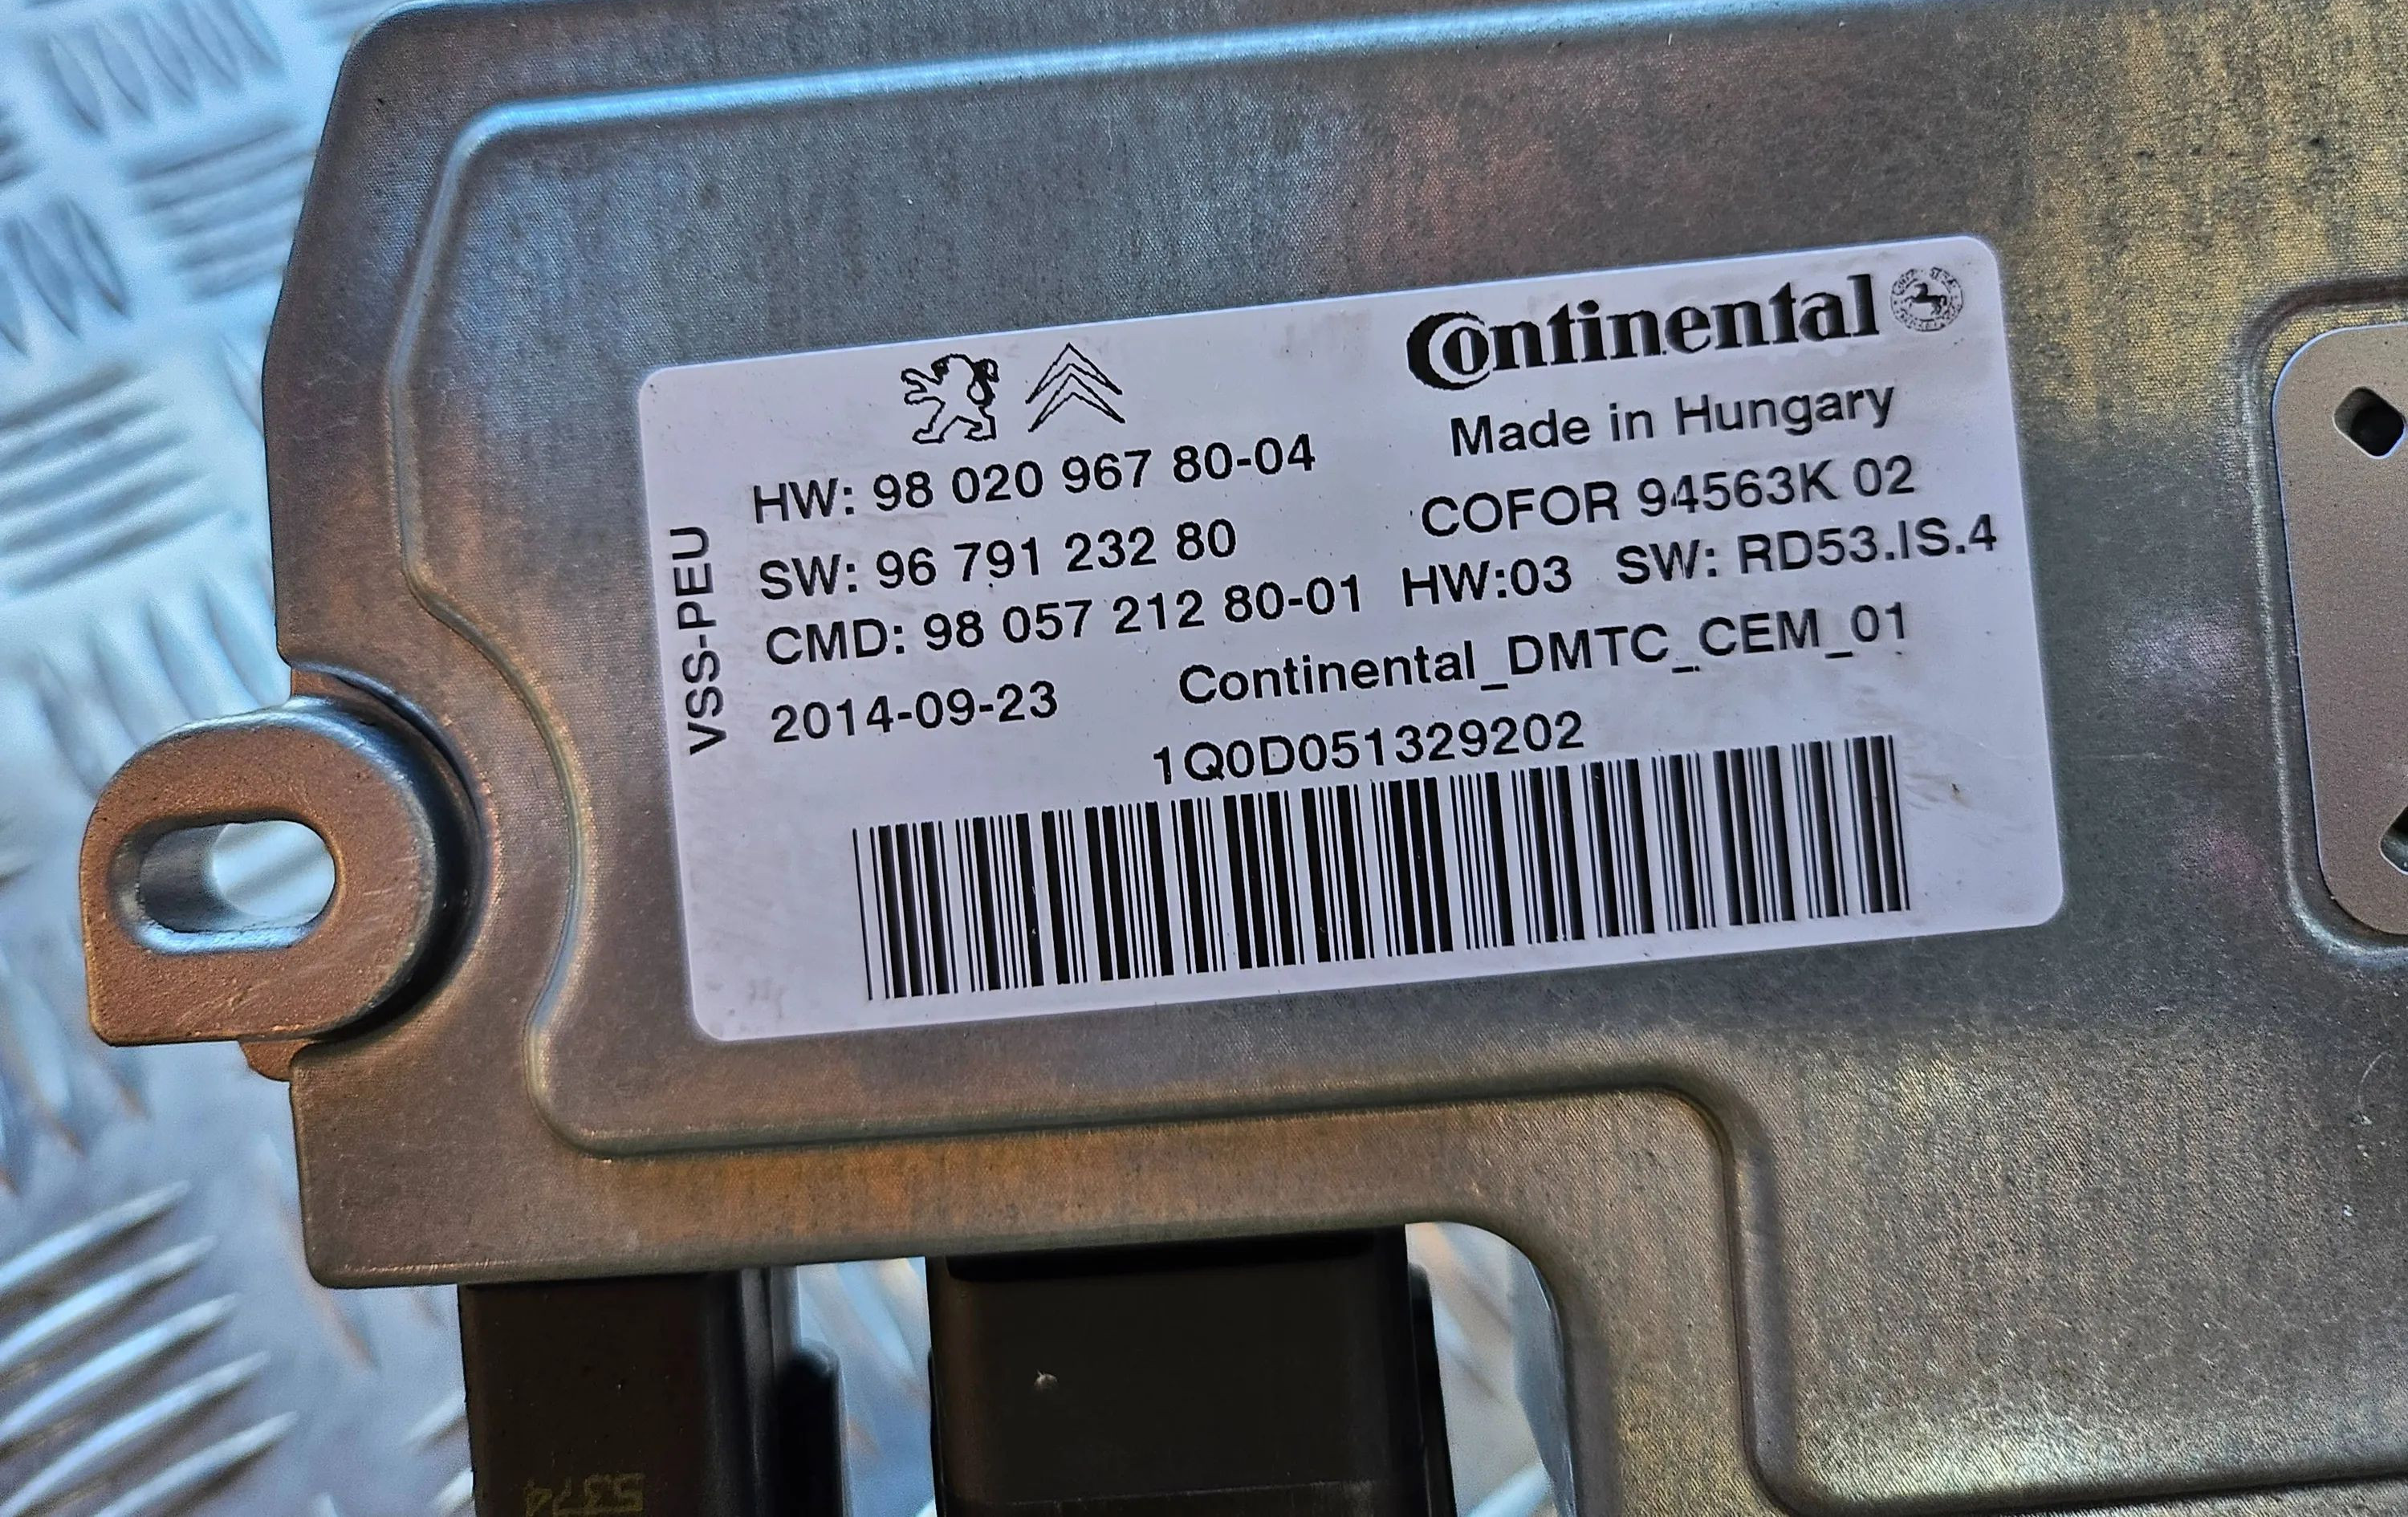 Continental
Made in Hungary
HW: 98 020 967 80-04
COFOR 94563K 02
SW: 96 791 232 80
HW:03 SW: RD53.IS.4
CMD: 98 057 212 80-01
Continental_DMTC_CEM_01
2014-09-23
1Q0D051329202
VSS-PEU
5374